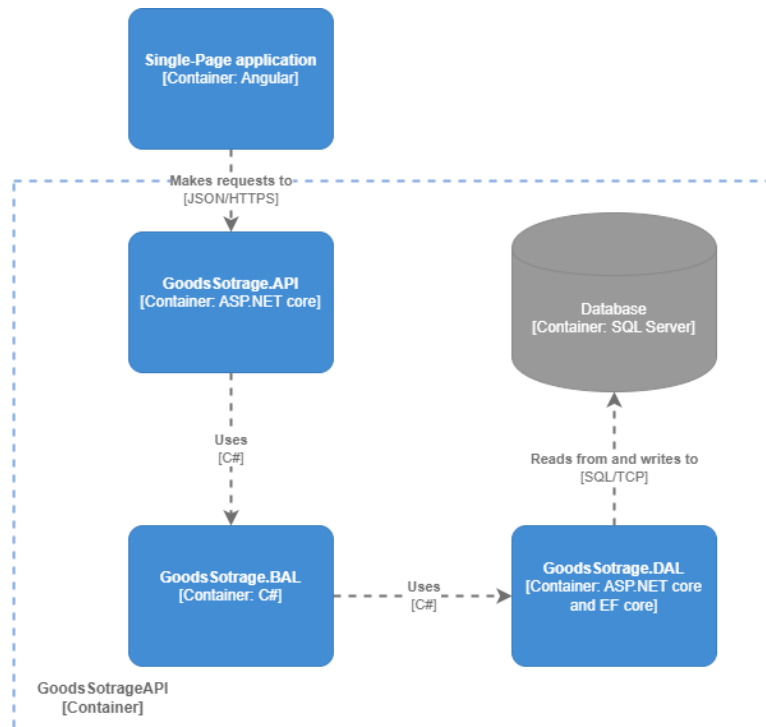 Single-Page application
[Container: Angular]
Makes requests to
[JSON/HTTPS]
GoodsSotrage.API
[Container: ASP.NET core]
Database
[Container: SQL Server]
Uses
[C#]
Reads from and writes to
[SQL/TCP]
GoodsSotrage.BAL
[Container: C#]
Uses
[C#]
GoodsSotrage.DAL
[Container: ASP.NET core
and EF core]
GoodsSotrageAPI
[Container]